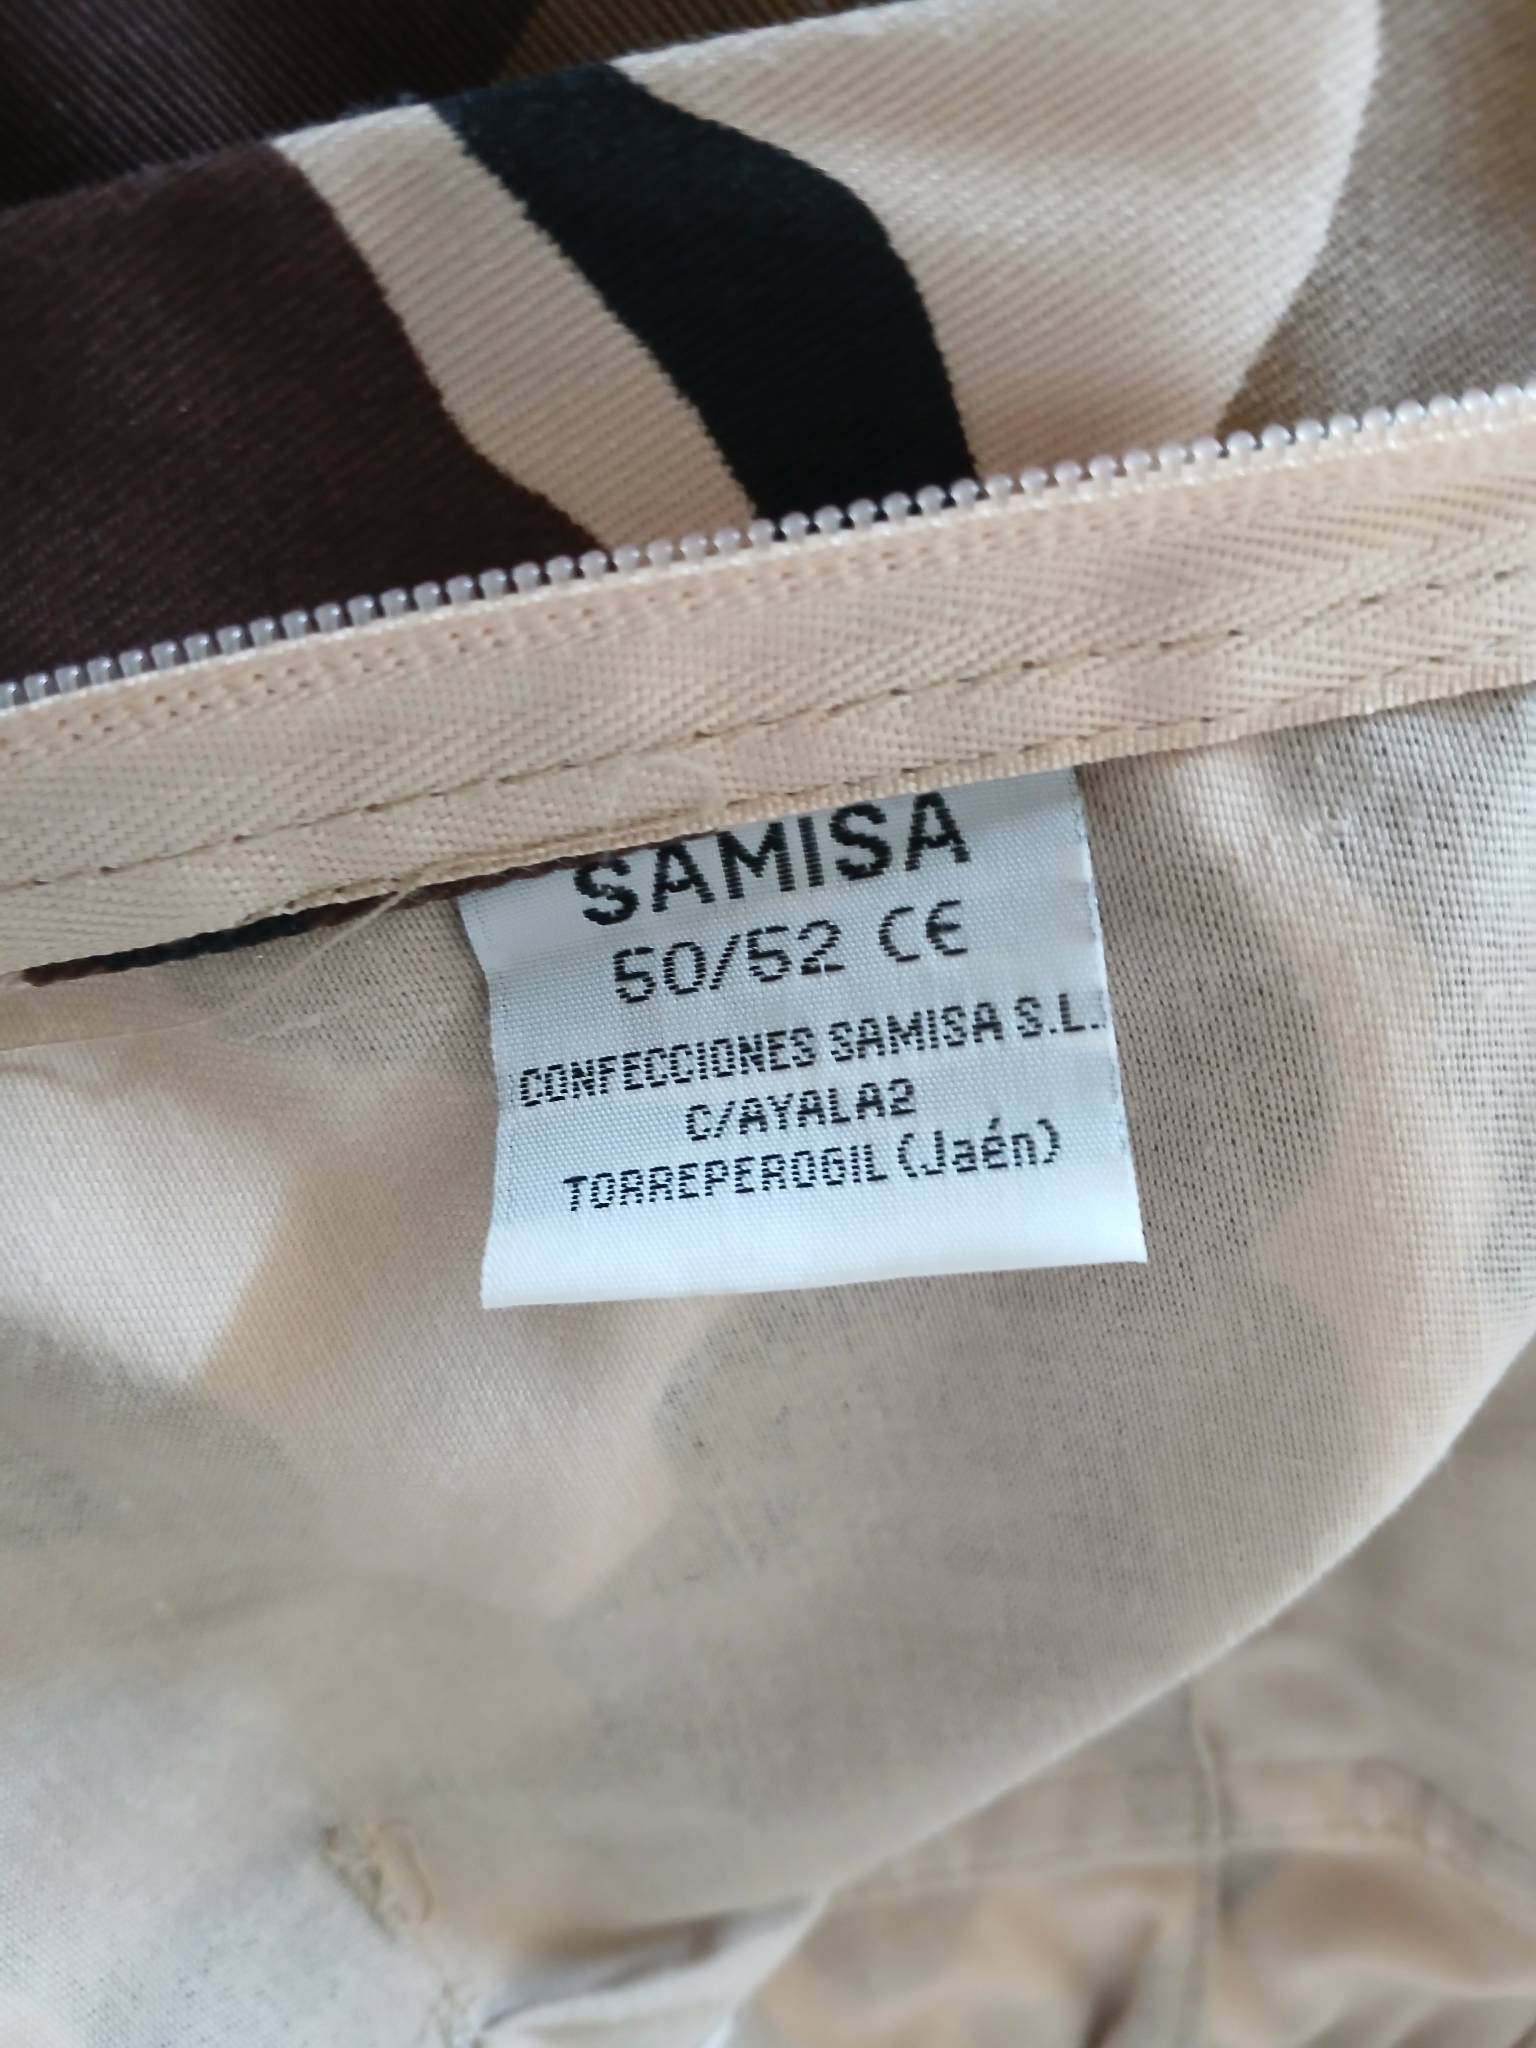 SAMISA
50/52 CE
CONFECCIONES SAMISA S.L.
C/AYALA2
TORREPEROGIL (Jaén)